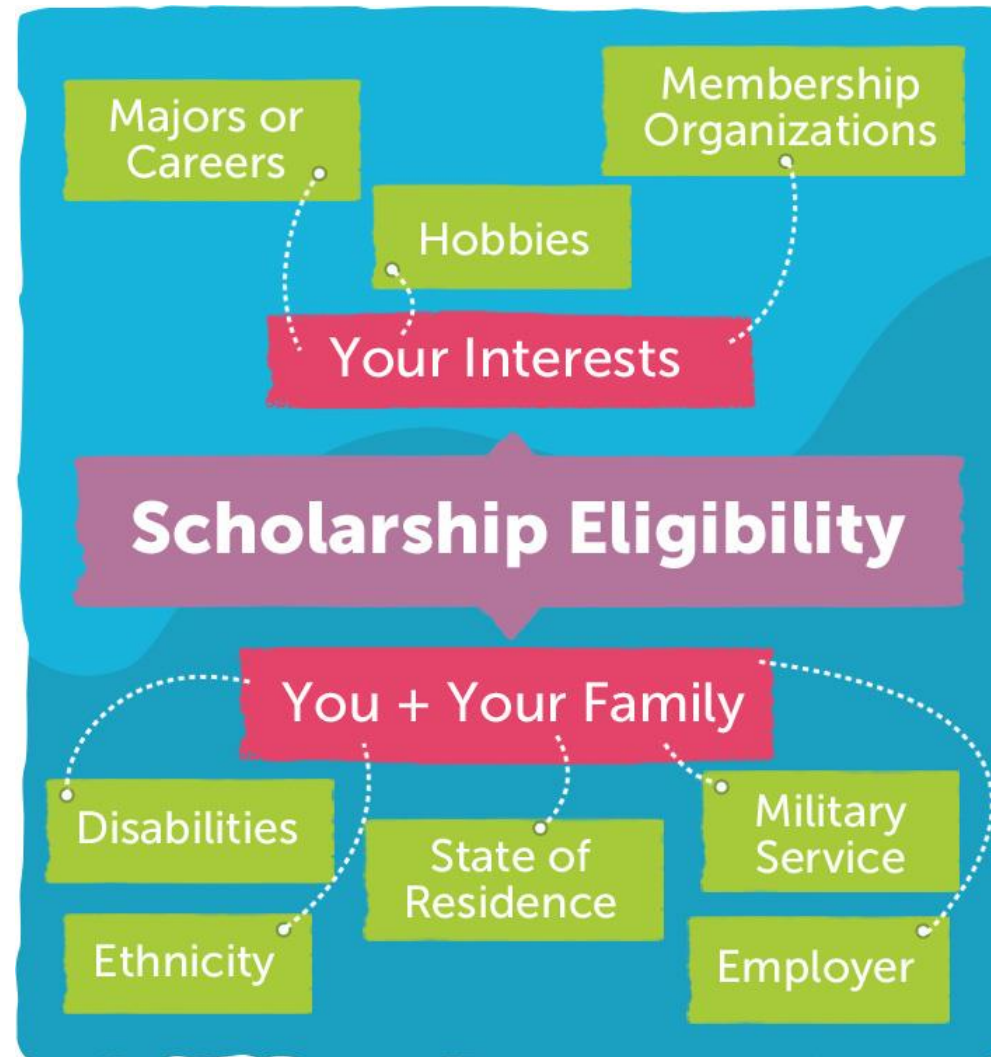 Majors or
Careers
Membership
Organizations
Hobbies
Your Interests
Scholarship Eligibility
You + Your Family
Disabilities
State of
Residence
Military
Service
Ethnicity
Employer